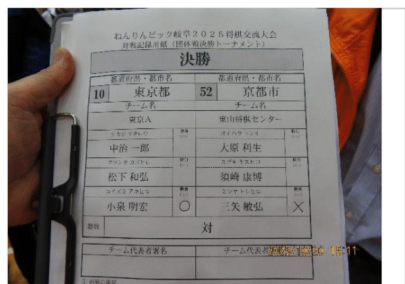 ねんりんピック岐阜2025将棋交流大会
対戦記録用紙(団体戦決勝トーナメント)
決勝
都道府県・都市名 都道府県・都市名
10 東京都 52 京都市
チーム名 チーム名
東京A 東山将棋センター
中治 一郎 大原 利生
松下 和弘 須崎 康博
小泉 明宏 ○ 三矢 敏弘 ×
対
チーム代表者署名 チーム代表者署名